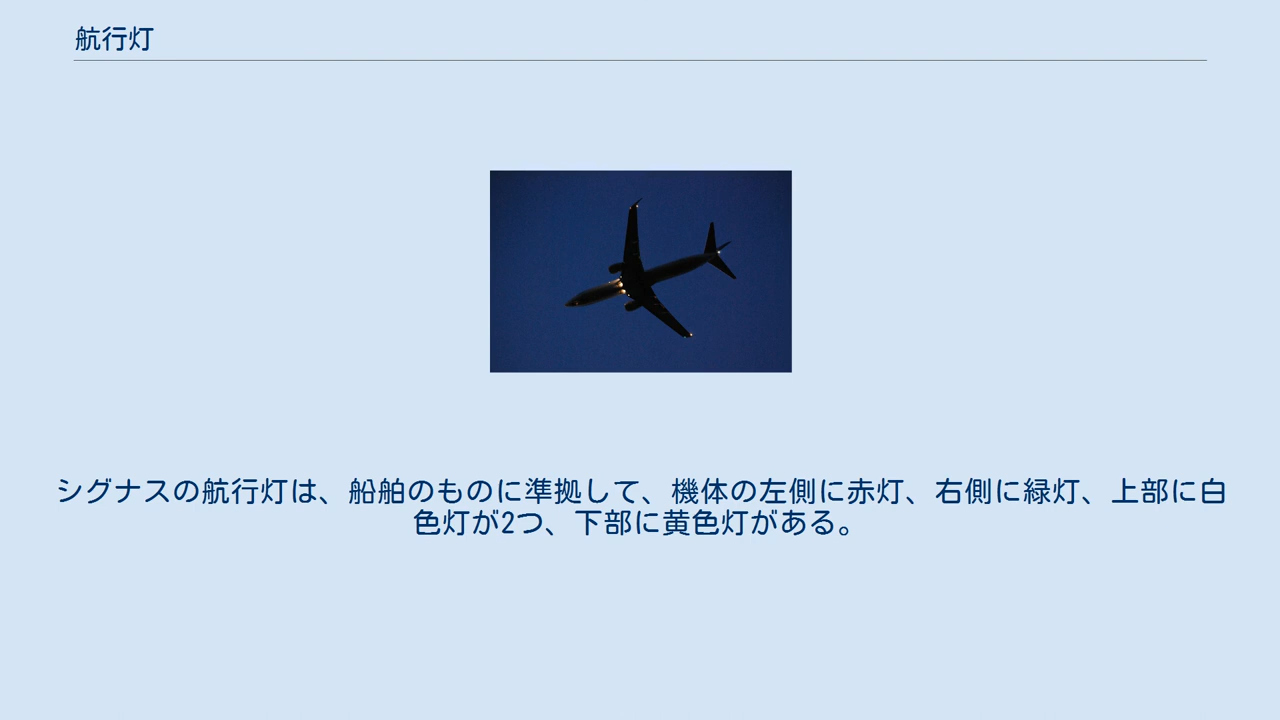 航行灯
シグナスの航行灯は、船舶のものに準拠して、機体の左側に赤灯、右側に緑灯、上部に白
色灯が2つ、下部に黄色灯がある。